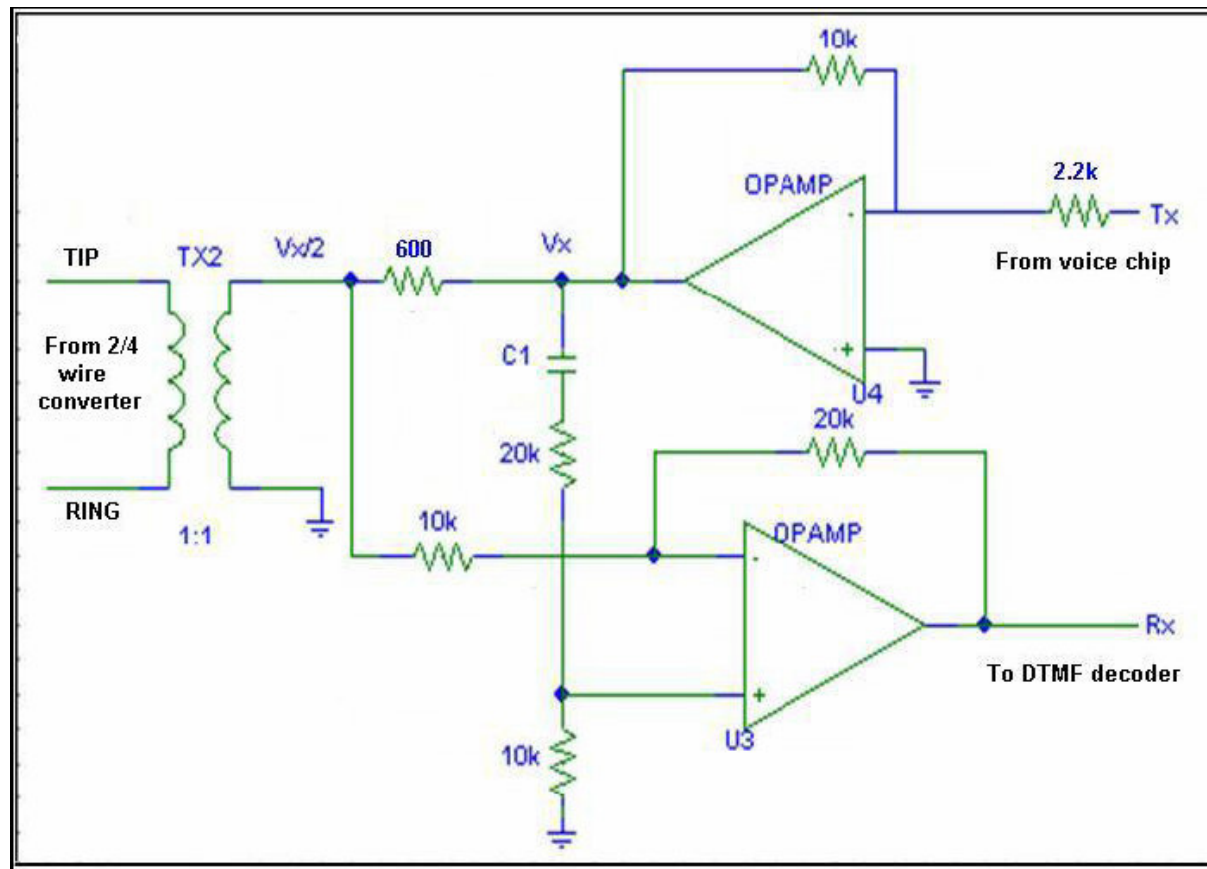 10k
OPAMP
2.2k
-
Tx
From voice chip
+
U4
TIP
TX2
Vx/2
600
Vx
From 2/4
wire
converter
C1
20k
RING
1:1
20k
10k
OPAMP
-
Rx
To DTMF decoder
+
U3
10k